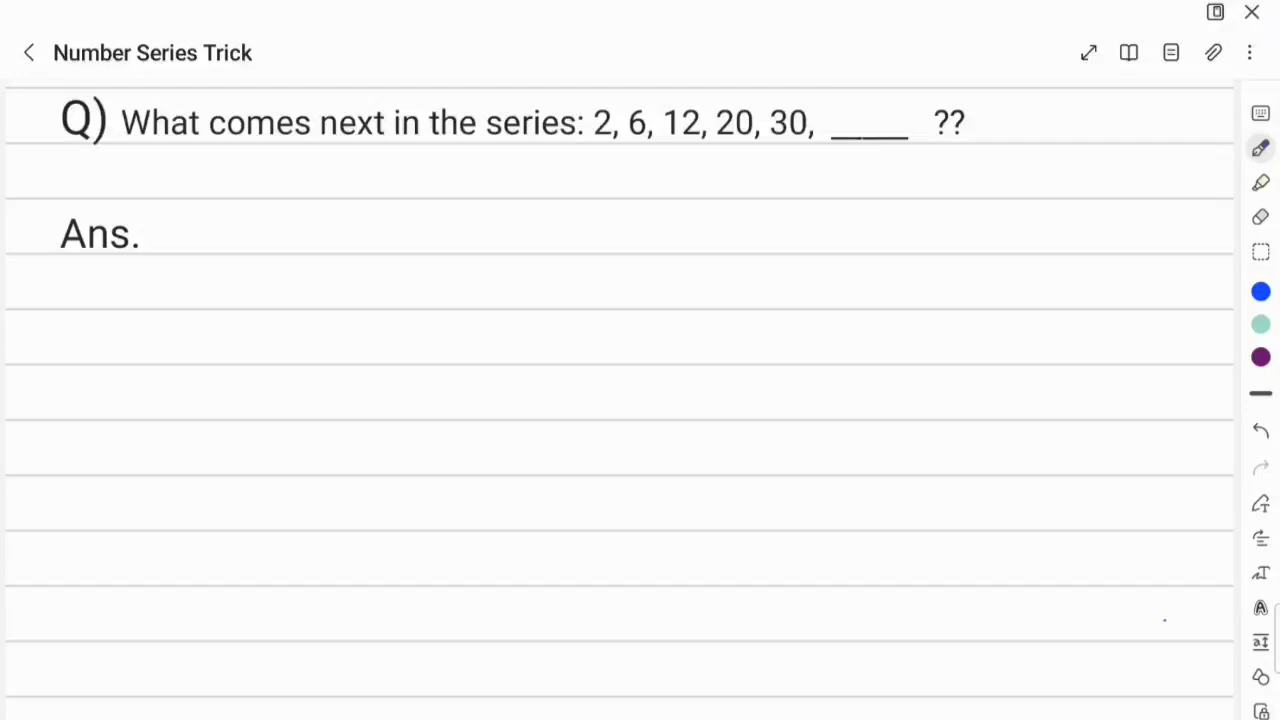 Number Series Trick
Q) What comes next in the series: 2, 6, 12, 20, 30, _____ ??
Ans.